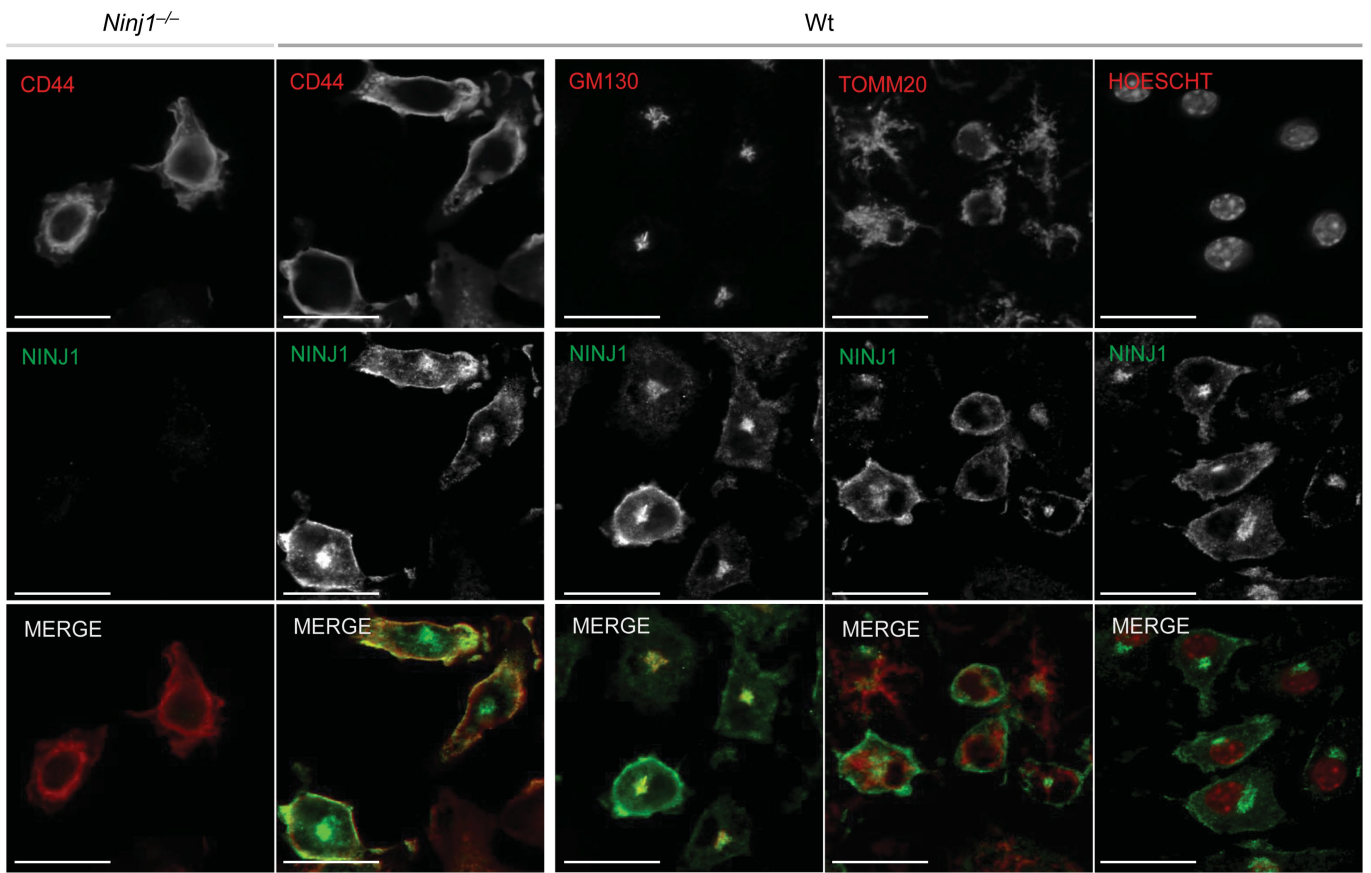 Ninj1–/–
Wt
CD44
CD44
GM130
TOMM20
HOESCHT
NINJ1
NINJ1
NINJ1
NINJ1
NINJ1
MERGE
MERGE
MERGE
MERGE
MERGE